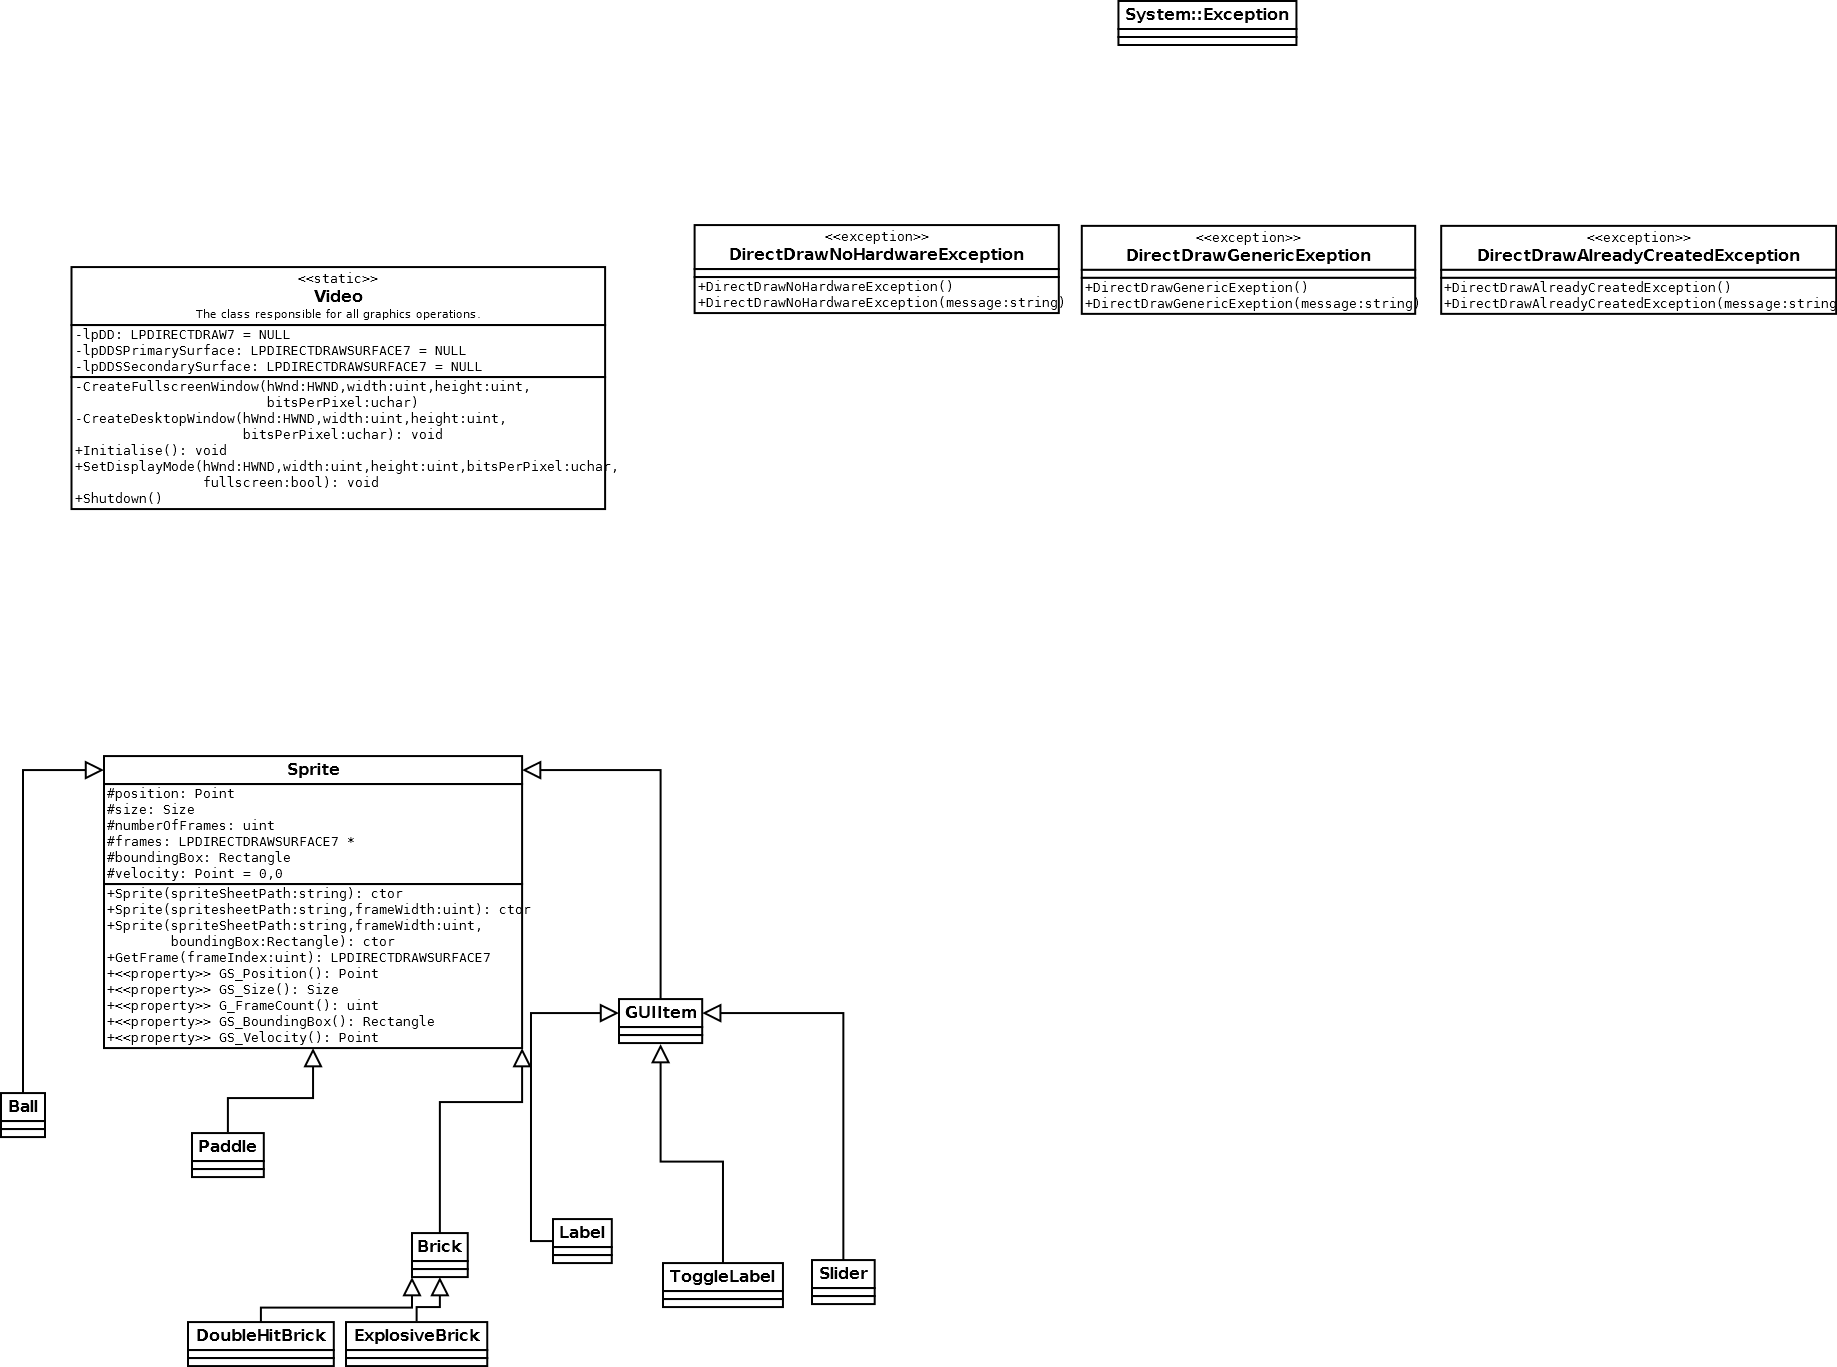 System::Exception
<<exception>>
DirectDrawNoHardwareException
+DirectDrawNoHardwareException()
+DirectDrawNoHardwareException(message:string)
<<exception>>
DirectDrawGenericExeption
+DirectDrawGenericExeption()
+DirectDrawGenericExeption(message:string)
<<exception>>
DirectDrawAlreadyCreatedException
+DirectDrawAlreadyCreatedException()
+DirectDrawAlreadyCreatedException(message:string
<<static>>
Video
The class responsible for all graphics operations.
-lpDD: LPDIRECTDRAW7 = NULL
-lpDDSPrimarySurface: LPDIRECTDRAWSURFACE7 = NULL
-lpDDSSecondarySurface: LPDIRECTDRAWSURFACE7 = NULL
-CreateFullscreenWindow(hWnd:HWND,width:uint,height:uint,
bitsPerPixel:uchar)
-CreateDesktopWindow(hWnd:HWND,width:uint,height:uint,
bitsPerPixel:uchar): void
+Initialise(): void
+SetDisplayMode(hWnd:HWND,width:uint,height:uint,bitsPerPixel:uchar,
fullscreen:bool): void
+Shutdown()
Sprite
#position: Point
#size: Size
#numberOfFrames: uint
#frames: LPDIRECTDRAWSURFACE7 *
#boundingBox: Rectangle
#velocity: Point = 0,0
+Sprite(spriteSheetPath:string): ctor
+Sprite(spritesheetPath:string,frameWidth:uint): ctor
+Sprite(spriteSheetPath:string,frameWidth:uint,
boundingBox:Rectangle): ctor
+GetFrame(frameIndex:uint): LPDIRECTDRAWSURFACE7
+<<property>> GS_Position(): Point
+<<property>> GS_Size(): Size
+<<property>> G_FrameCount(): uint
+<<property>> GS_BoundingBox(): Rectangle
+<<property>> GS_Velocity(): Point
GUIItem
Ball
Paddle
Brick
Label
ToggleLabel
Slider
DoubleHitBrick
ExplosiveBrick